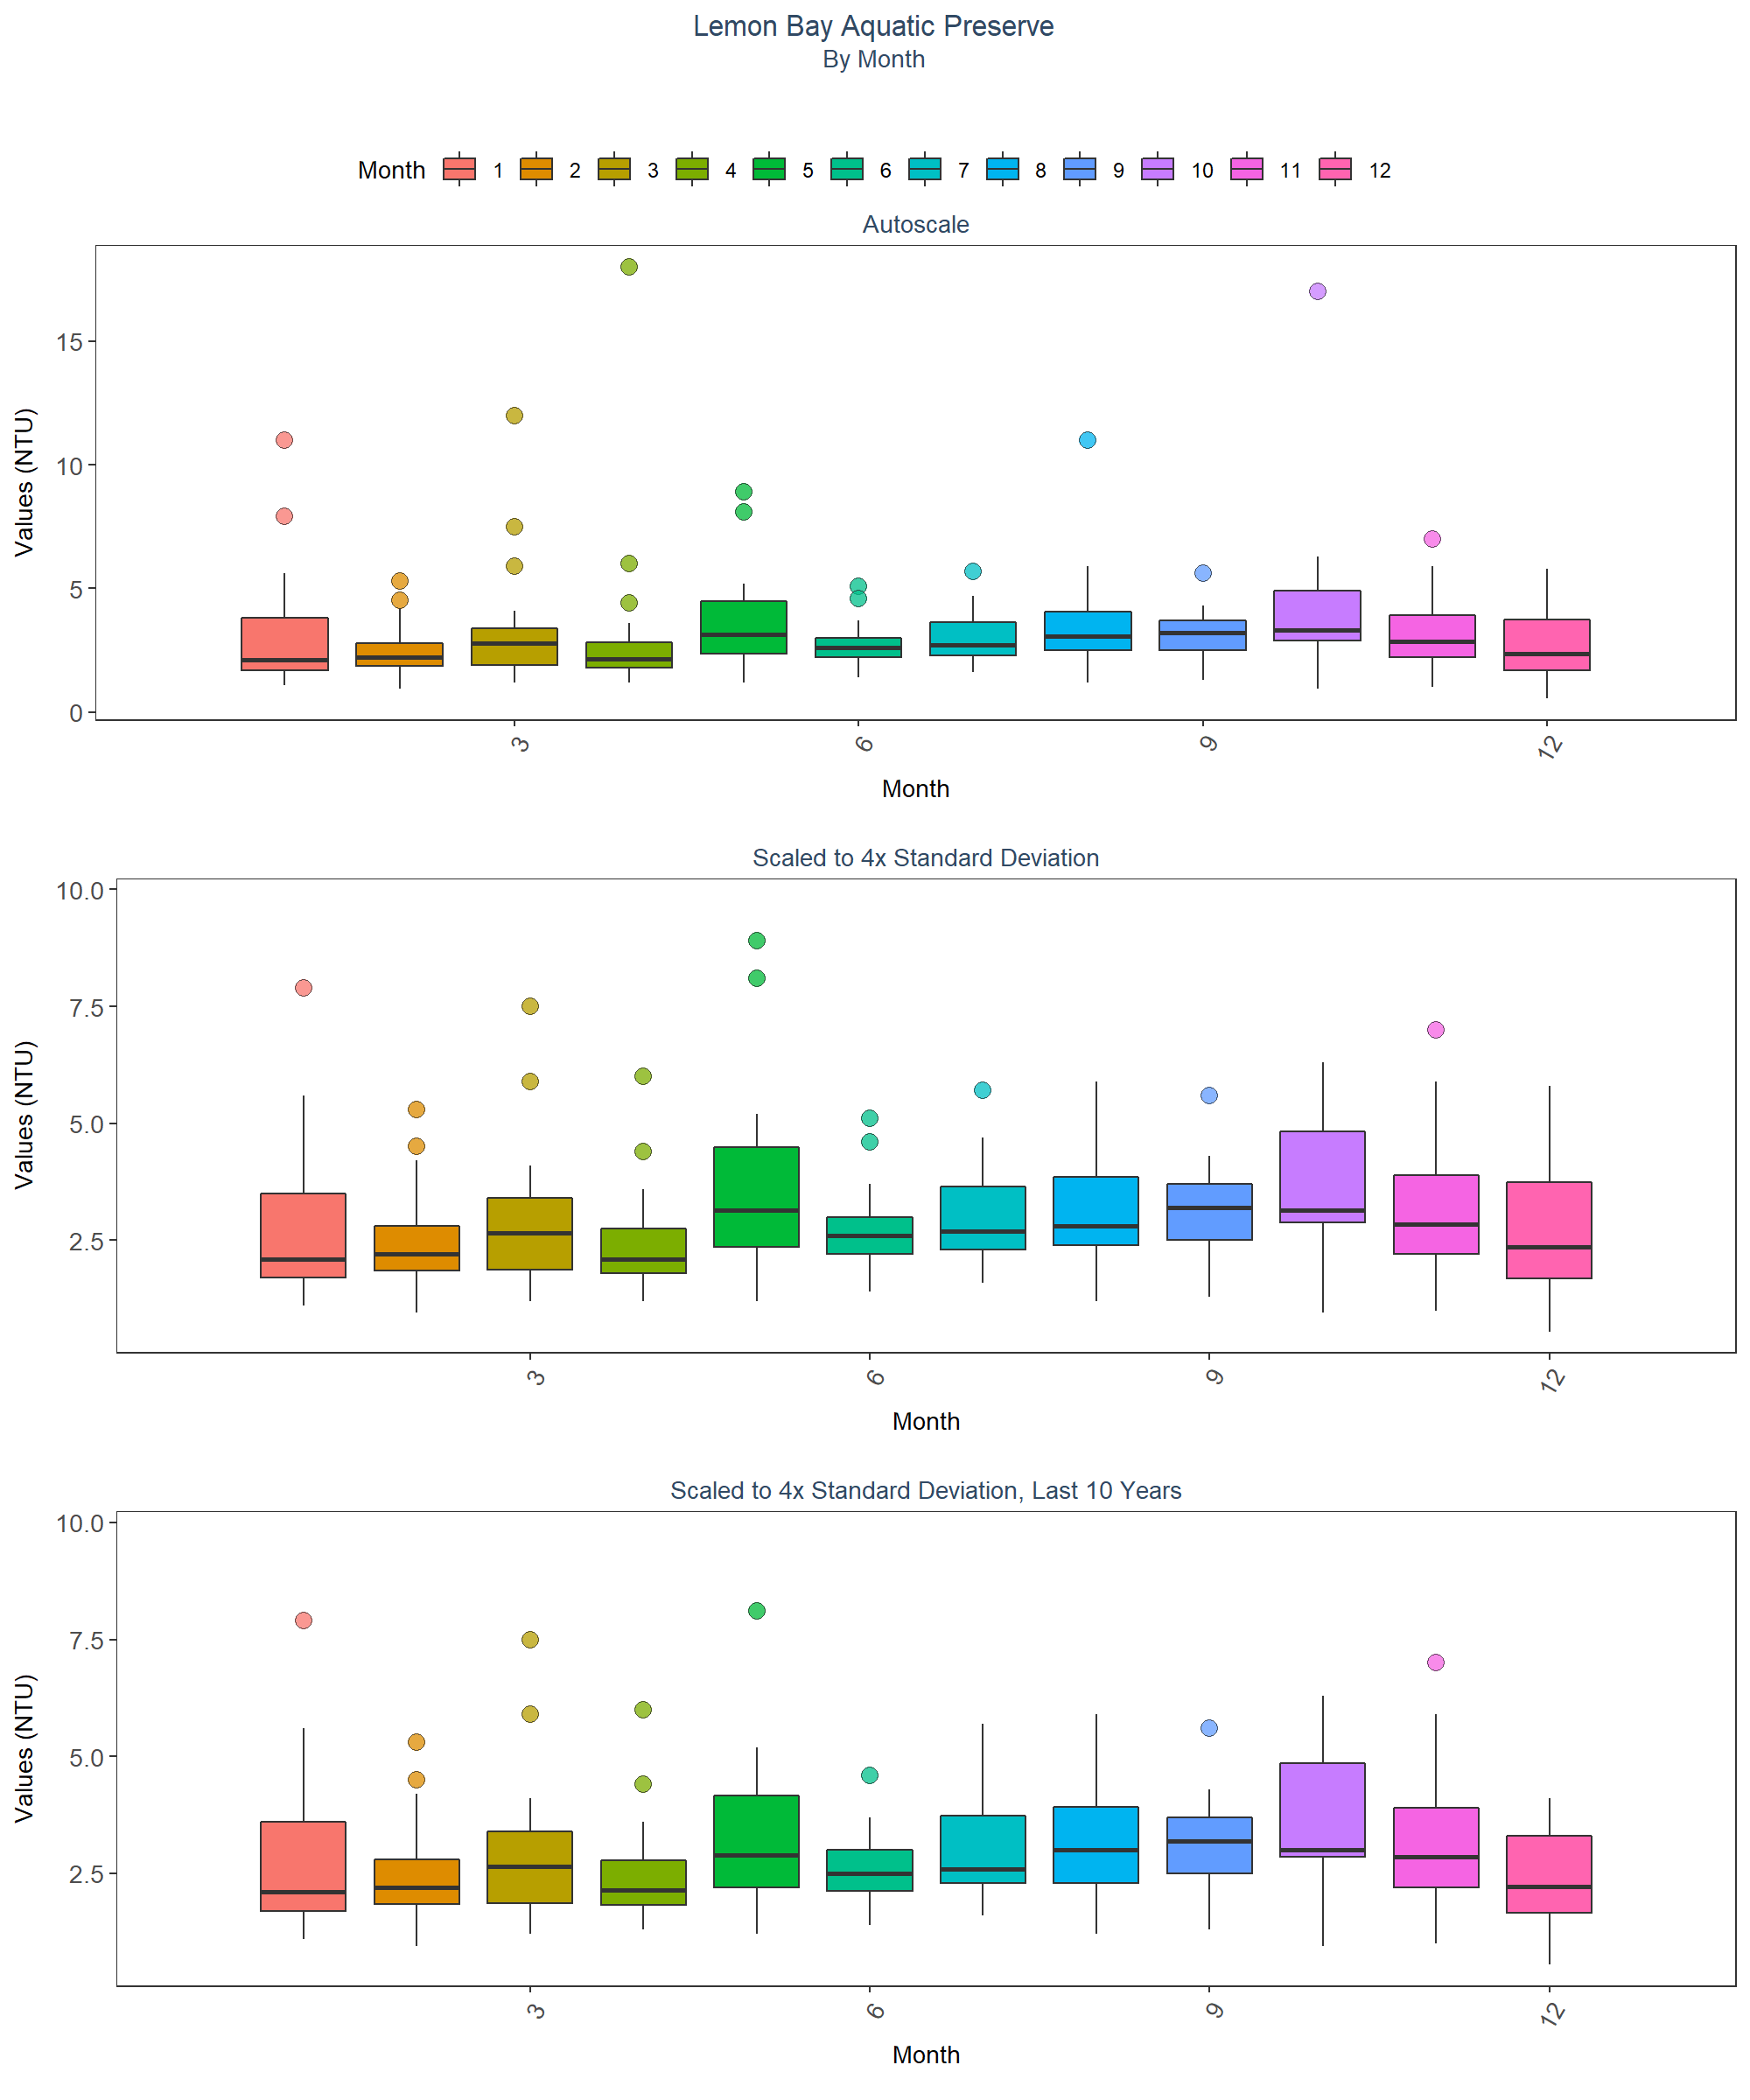 Lemon Bay Aquatic Preserve
By Month
Month 1 2 3 4 5 6 7 8 9 10 11 12
Autoscale
Values (NTU)
15
10
5
0
3 6 9 12
Month
Scaled to 4x Standard Deviation
Values (NTU)
10.0
7.5
5.0
2.5
3 6 9 12
Month
Scaled to 4x Standard Deviation, Last 10 Years
Values (NTU)
10.0
7.5
5.0
2.5
3 6 9 12
Month